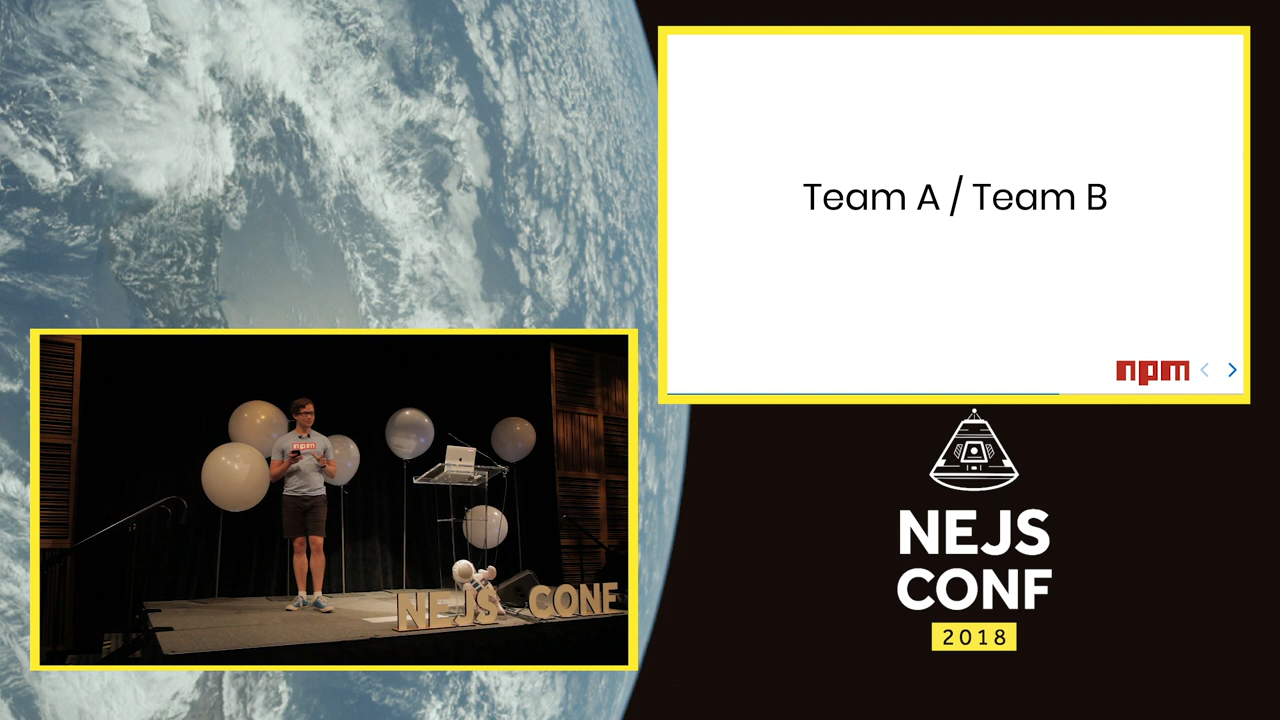 Team A / Team B
npm
npm
NEJS CONF
NEJS
CONF
2018